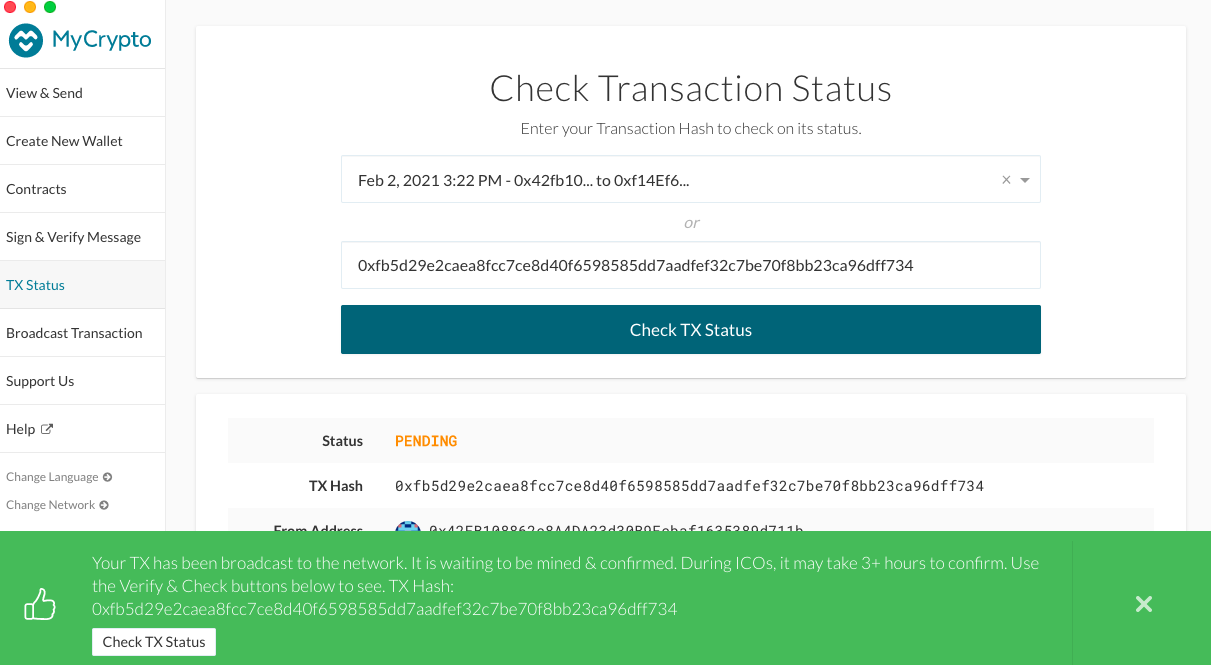 MyCrypto
View & Send
Create New Wallet
Contracts
Sign & Verify Message
TX Status
Broadcast Transaction
Support Us
Help
Change Language
Change Network
Check Transaction Status
Enter your Transaction Hash to check on its status.
Feb 2, 2021 3:22 PM - 0x42fb10... to 0xf14Ef6...
or
0xfb5d29e2caea8fcc7ce8d40f6598585dd7aadfef32c7be70f8bb23ca96dff734
Check TX Status
Status PENDING
TX Hash 0xfb5d29e2caea8fcc7ce8d40f6598585dd7aadfef32c7be70f8bb23ca96dff734
From Address
Your TX has been broadcast to the network. It is waiting to be mined & confirmed. During ICOs, it may take 3+ hours to confirm. Use
the Verify & Check buttons below to see. TX Hash:
0xfb5d29e2caea8fcc7ce8d40f6598585dd7aadfef32c7be70f8bb23ca96dff734
Check TX Status